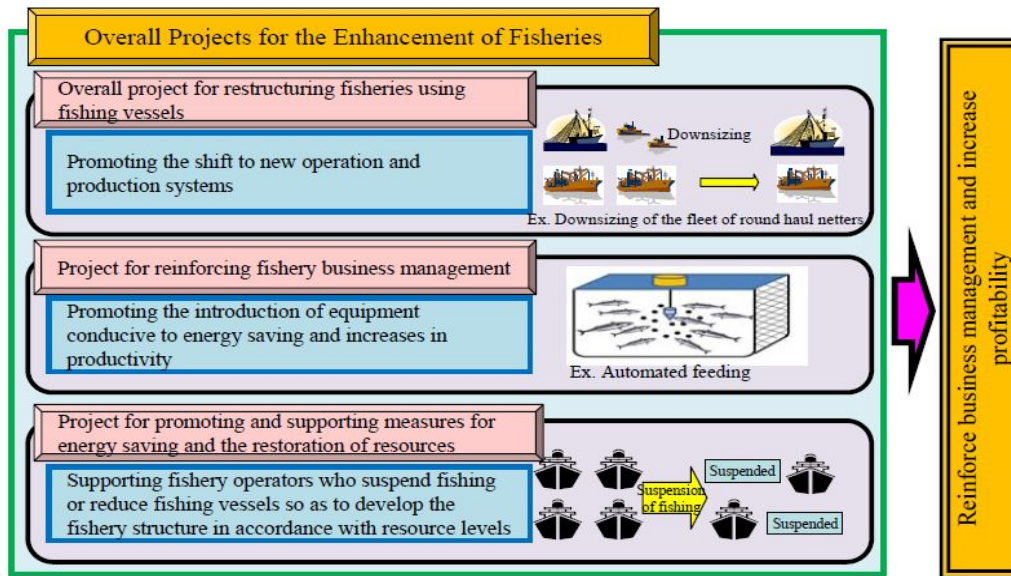 Overall Projects for the Enhancement of Fisheries
Overall project for restructuring fisheries using
fishing vessels
Promoting the shift to new operation and
production systems
Downsizing
Ex. Downsizing of the fleet of round haul netters
Project for reinforcing fishery business management
Promoting the introduction of equipment
conducive to energy saving and increases in
productivity
Ex. Automated feeding
Project for promoting and supporting measures for
energy saving and the restoration of resources
Supporting fishery operators who suspend fishing
or reduce fishing vessels so as to develop the
fishery structure in accordance with resource levels
Suspension
of fishing
Suspended
Suspended
Reinforce business management and increase
profitability